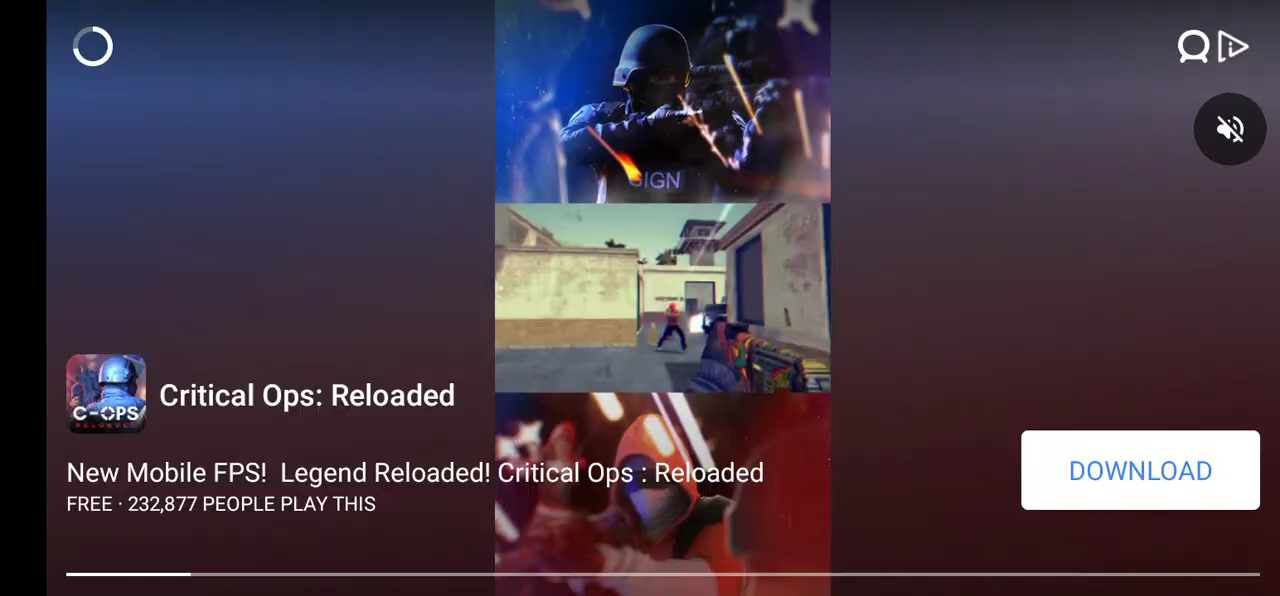 SIGN
C-OPS
RELOADED
Critical Ops: Reloaded
New Mobile FPS!  Legend Reloaded! Critical Ops : Reloaded
FREE · 232,877 PEOPLE PLAY THIS
DOWNLOAD